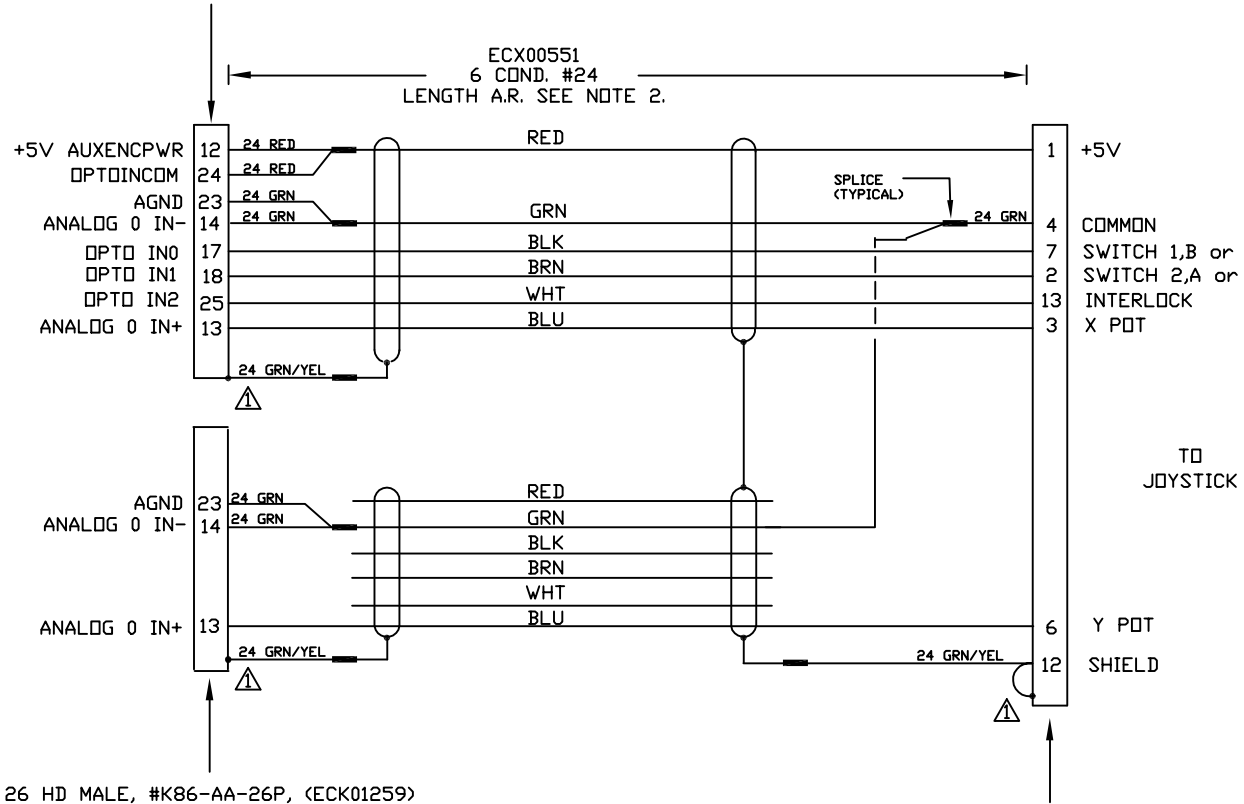 ECX00551
6 COND. #24
LENGTH A.R. SEE NOTE 2.
+5V AUXENCPWR 12 24 RED RED 1 +5V
OPTOINCOM 24 24 RED
SPLICE
(TYPICAL)
AGND 23 24 GRN
ANALOG 0 IN- 14 24 GRN GRN 24 GRN 4 COMMON
OPTO IN0 17 BLK 7 SWITCH 1,B or
OPTO IN1 18 BRN 2 SWITCH 2,A or
OPTO IN2 25 WHT 13 INTERLOCK
ANALOG 0 IN+ 13 BLU 3 X POT
24 GRN/YEL
1
TO
JOYSTICK
RED
AGND 23 24 GRN
ANALOG 0 IN- 14 24 GRN GRN
BLK
BRN
WHT
ANALOG 0 IN+ 13 BLU 6 Y POT
24 GRN/YEL 24 GRN/YEL 12 SHIELD
1
1
26 HD MALE, #K86-AA-26P, (ECK01259)